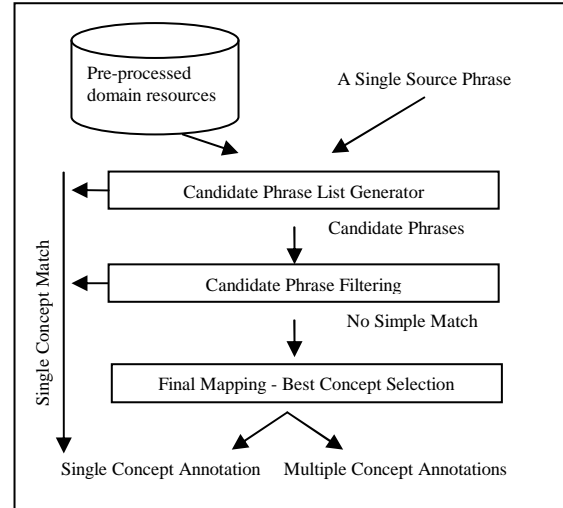 Pre-processed
domain resources
A Single Source Phrase
Candidate Phrase List Generator
Candidate Phrases
Single Concept Match
Candidate Phrase Filtering
No Simple Match
Final Mapping - Best Concept Selection
Single Concept Annotation
Multiple Concept Annotations